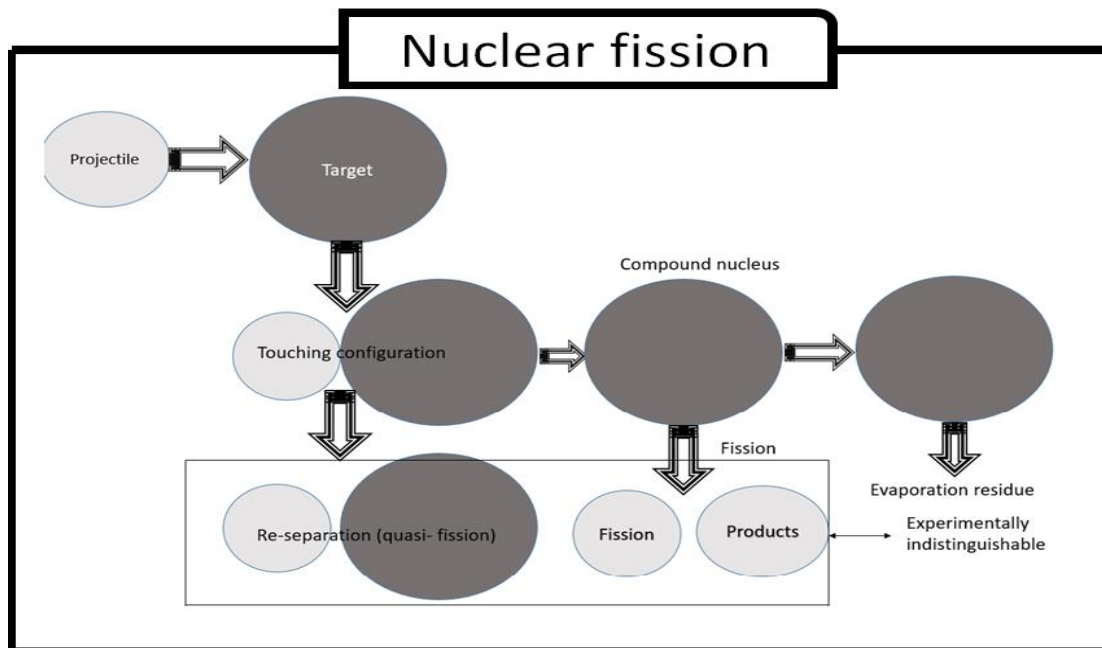 Nuclear fission
Projectile
Target
Compound nucleus
Touching configuration
Fission
Evaporation residue
Re-separation (quasi- fission)
Fission
Products
Experimentally
indistinguishable